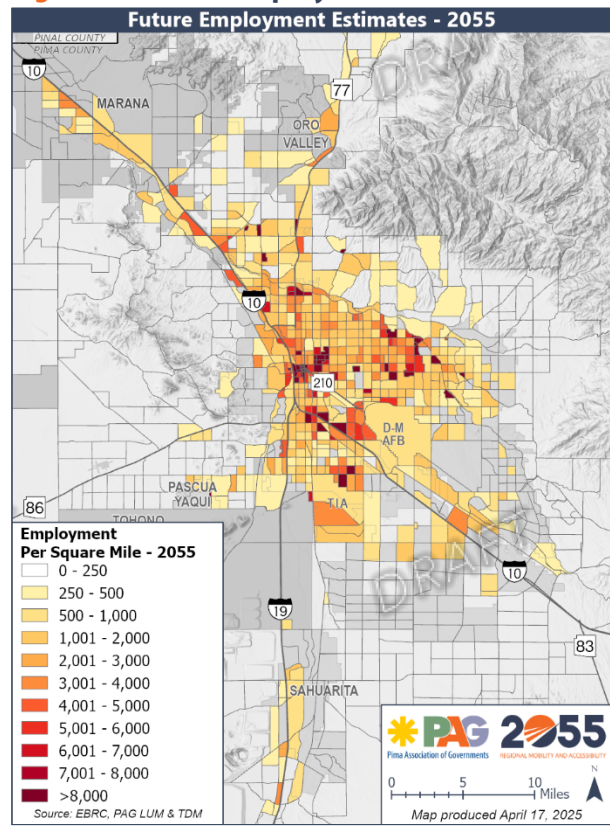 Future Employment Estimates - 2055
PINAL COUNTY
PIMA COUNTY
10
MARANA
77
DRAFT
ORO
VALLEY
10
210
D-M
AFB
PASCUA
YAQUI
TIA
86
TOHONO
DRAFT
10
19
83
SAHUARITA
Employment
Per Square Mile - 2055
0 - 250
250 - 500
500 - 1,000
1,001 - 2,000
2,001 - 3,000
3,001 - 4,000
4,001 - 5,000
5,001 - 6,000
6,001 - 7,000
7,001 - 8,000
>8,000
Source: EBRC, PAG LUM & TDM
PAG
Pima Association of Governments
2055
REGIONAL MOBILITY AND ACCESSIBILITY
N
0 5 10
Miles
Map produced April 17, 2025